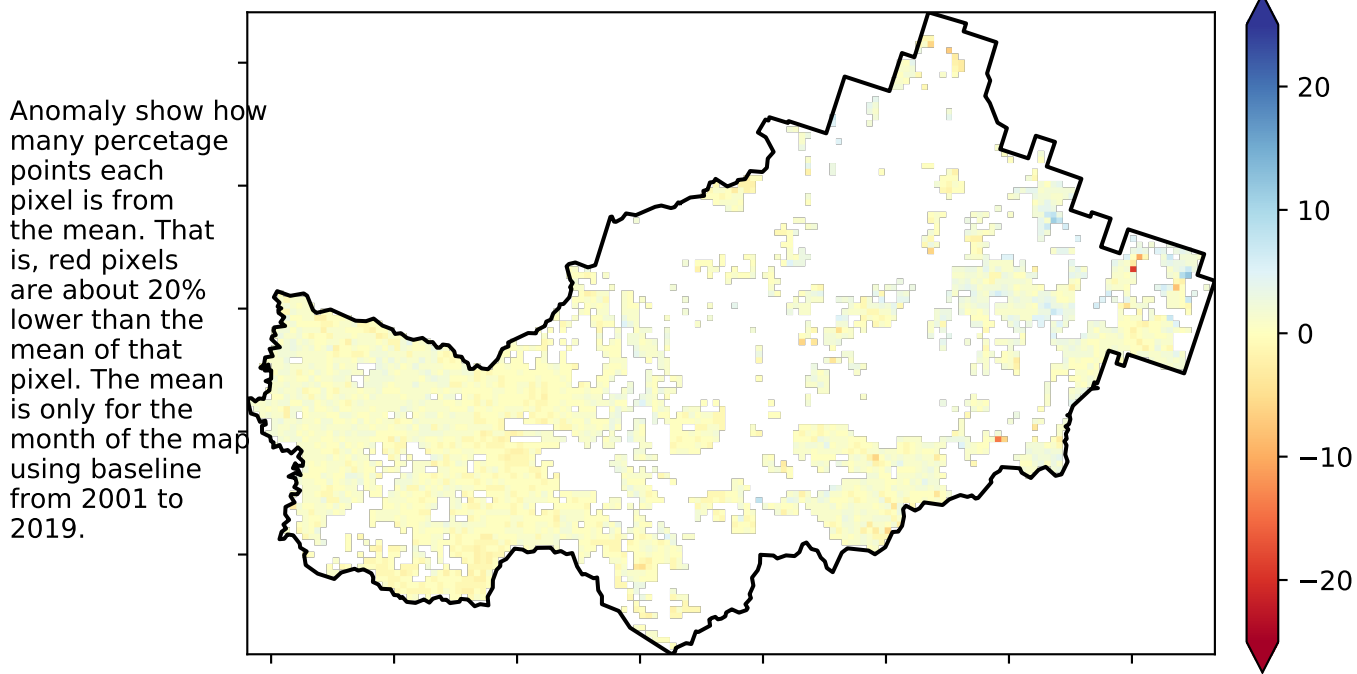 Anomaly show how
many percetage
points each
pixel is from
the mean. That
is, red pixels
are about 20%
lower than the
mean of that
pixel. The mean
is only for the
month of the map
using baseline
from 2001 to
2019.
20
10
0
−10
−20